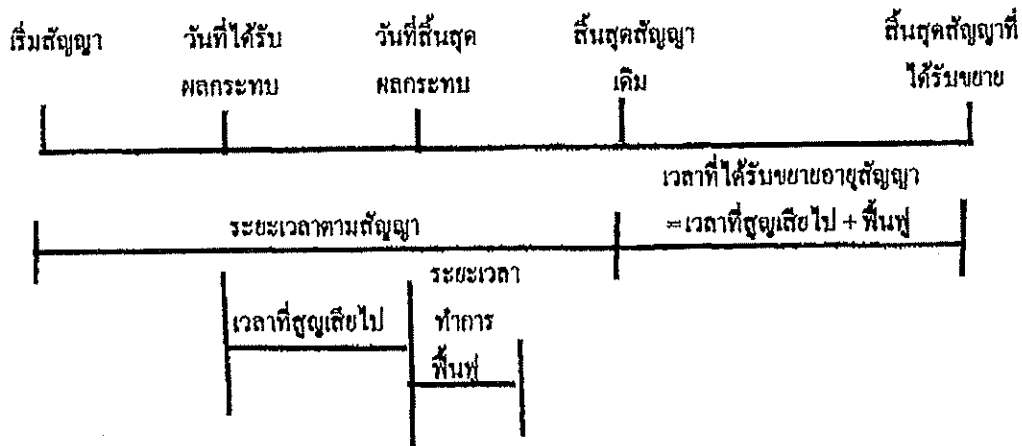 เริ่มสัญญา
วันที่ได้รับ
ผลกระทบ
วันที่สิ้นสุด
ผลกระทบ
สิ้นสุดสัญญา
เดิม
สิ้นสุดสัญญาที่
ได้รับขยาย
เวลาที่ได้รับขยายอายุสัญญา
=เวลาที่สูญเสียไป + ฟื้นฟู
ระยะเวลาตามสัญญา
เวลาที่สูญเสียไป
ระยะเวลา
ทำการ
ฟื้นฟู